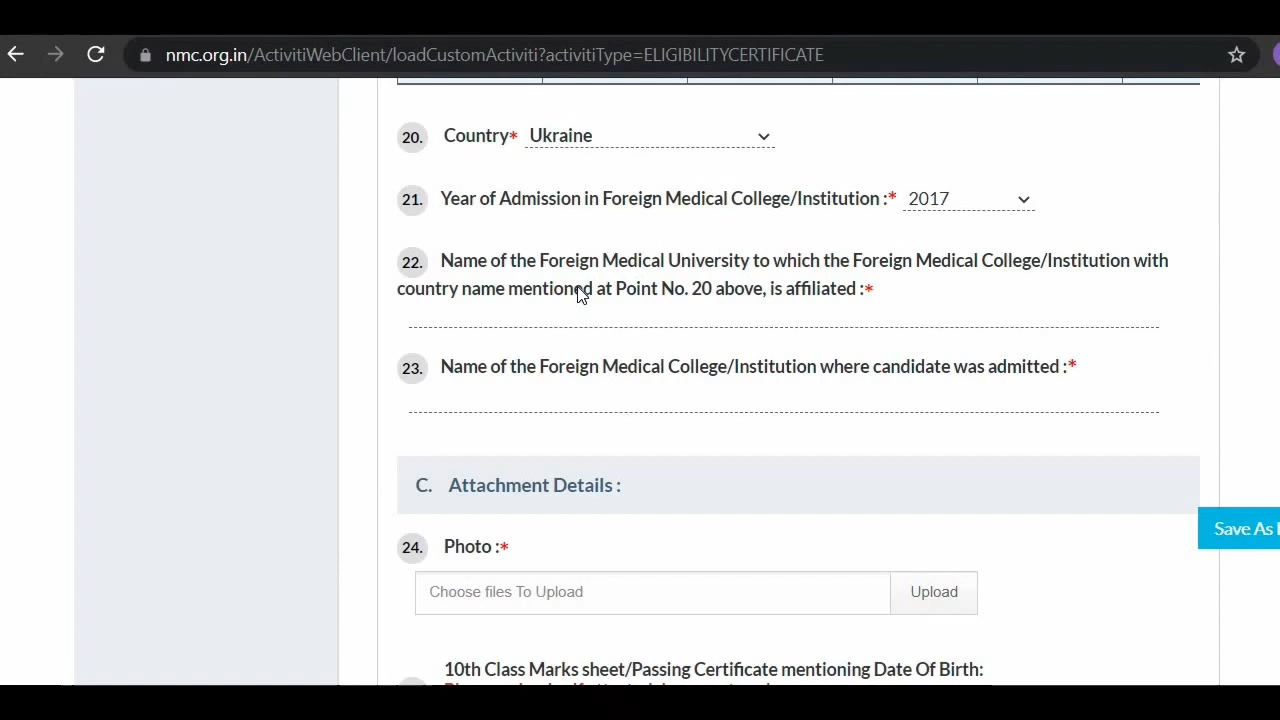 nmc.org.in/ActivitiWebClient/loadCustomActiviti?activitiType=ELIGIBILITYCERTIFICATE
20. Country* Ukraine
21. Year of Admission in Foreign Medical College/Institution :* 2017
22. Name of the Foreign Medical University to which the Foreign Medical College/Institution with
country name mentioned at Point No. 20 above, is affiliated :*
23. Name of the Foreign Medical College/Institution where candidate was admitted :*
C. Attachment Details :
Save As
24. Photo :*
Choose files To Upload Upload
10th Class Marks sheet/Passing Certificate mentioning Date Of Birth: